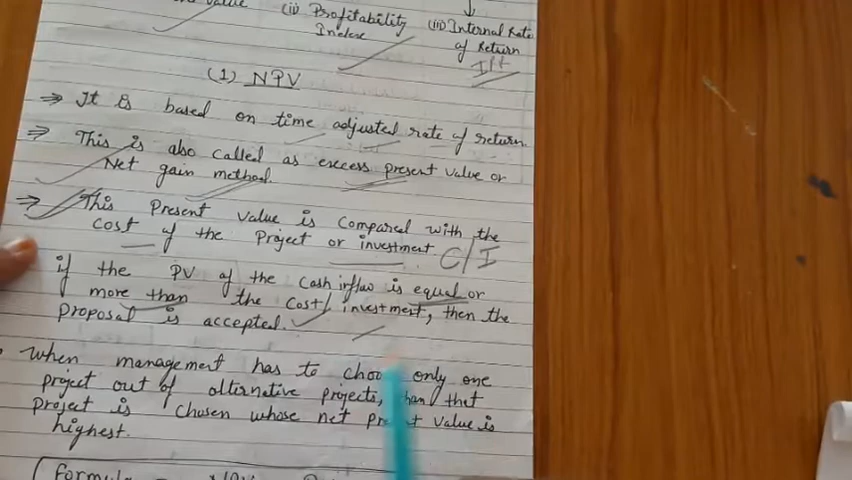 Value (ii) Profitability (iii) Internal Rate
Index of Return
(1) NPV
⇒ It is based on time adjusted rate of return.
⇒ This is also called as excess present value or
Net gain method.
⇒ This Present value is compared with the
cost of the Project or investment C/I
if the PV of the cash inflow is equal or
more than the cost/investment, then the
proposal is accepted.
When management has to choo only one
project out of alternative projects, than that
project is chosen whose net pre t value is
highest.
Formula